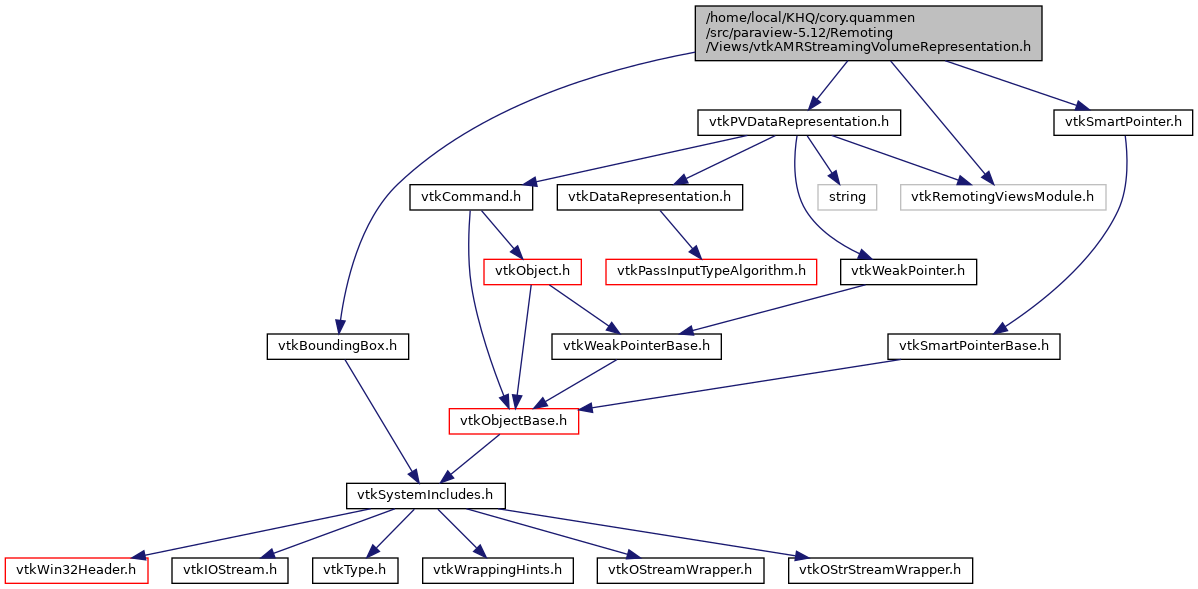 /home/local/KHQ/cory.quammen
/src/paraview-5.12/Remoting
/Views/vtkAMRStreamingVolumeRepresentation.h
vtkPVDataRepresentation.h
vtkSmartPointer.h
vtkCommand.h
vtkDataRepresentation.h
string
vtkRemotingViewsModule.h
vtkObject.h
vtkPassInputTypeAlgorithm.h
vtkWeakPointer.h
vtkBoundingBox.h
vtkWeakPointerBase.h
vtkSmartPointerBase.h
vtkObjectBase.h
vtkSystemIncludes.h
vtkWin32Header.h
vtkIOStream.h
vtkType.h
vtkWrappingHints.h
vtkOStreamWrapper.h
vtkOStrStreamWrapper.h